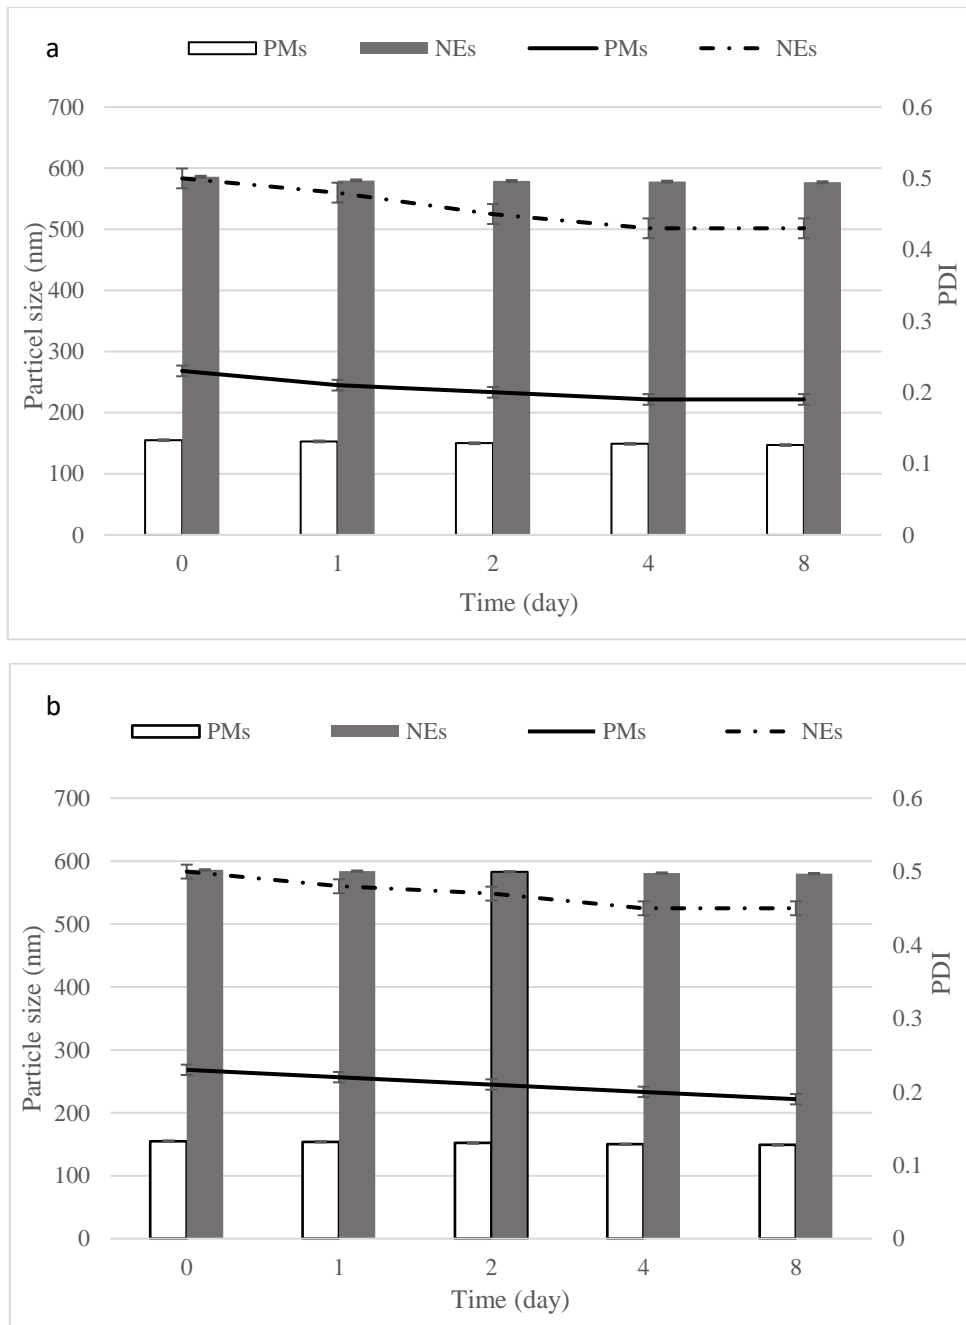 a
PMs NEs PMs NEs
700 0.6
600
0.5
500
0.4
400
0.3
300
0.2
200
0.1
100
0 0
Particel size (nm)
PDI
0 1 2 4 8
Time (day)
b
PMs NEs PMs NEs
700 0.6
600
0.5
500
0.4
400
0.3
300
0.2
200
0.1
100
0 0
Particle size (nm)
PDI
0 1 2 4 8
Time (day)